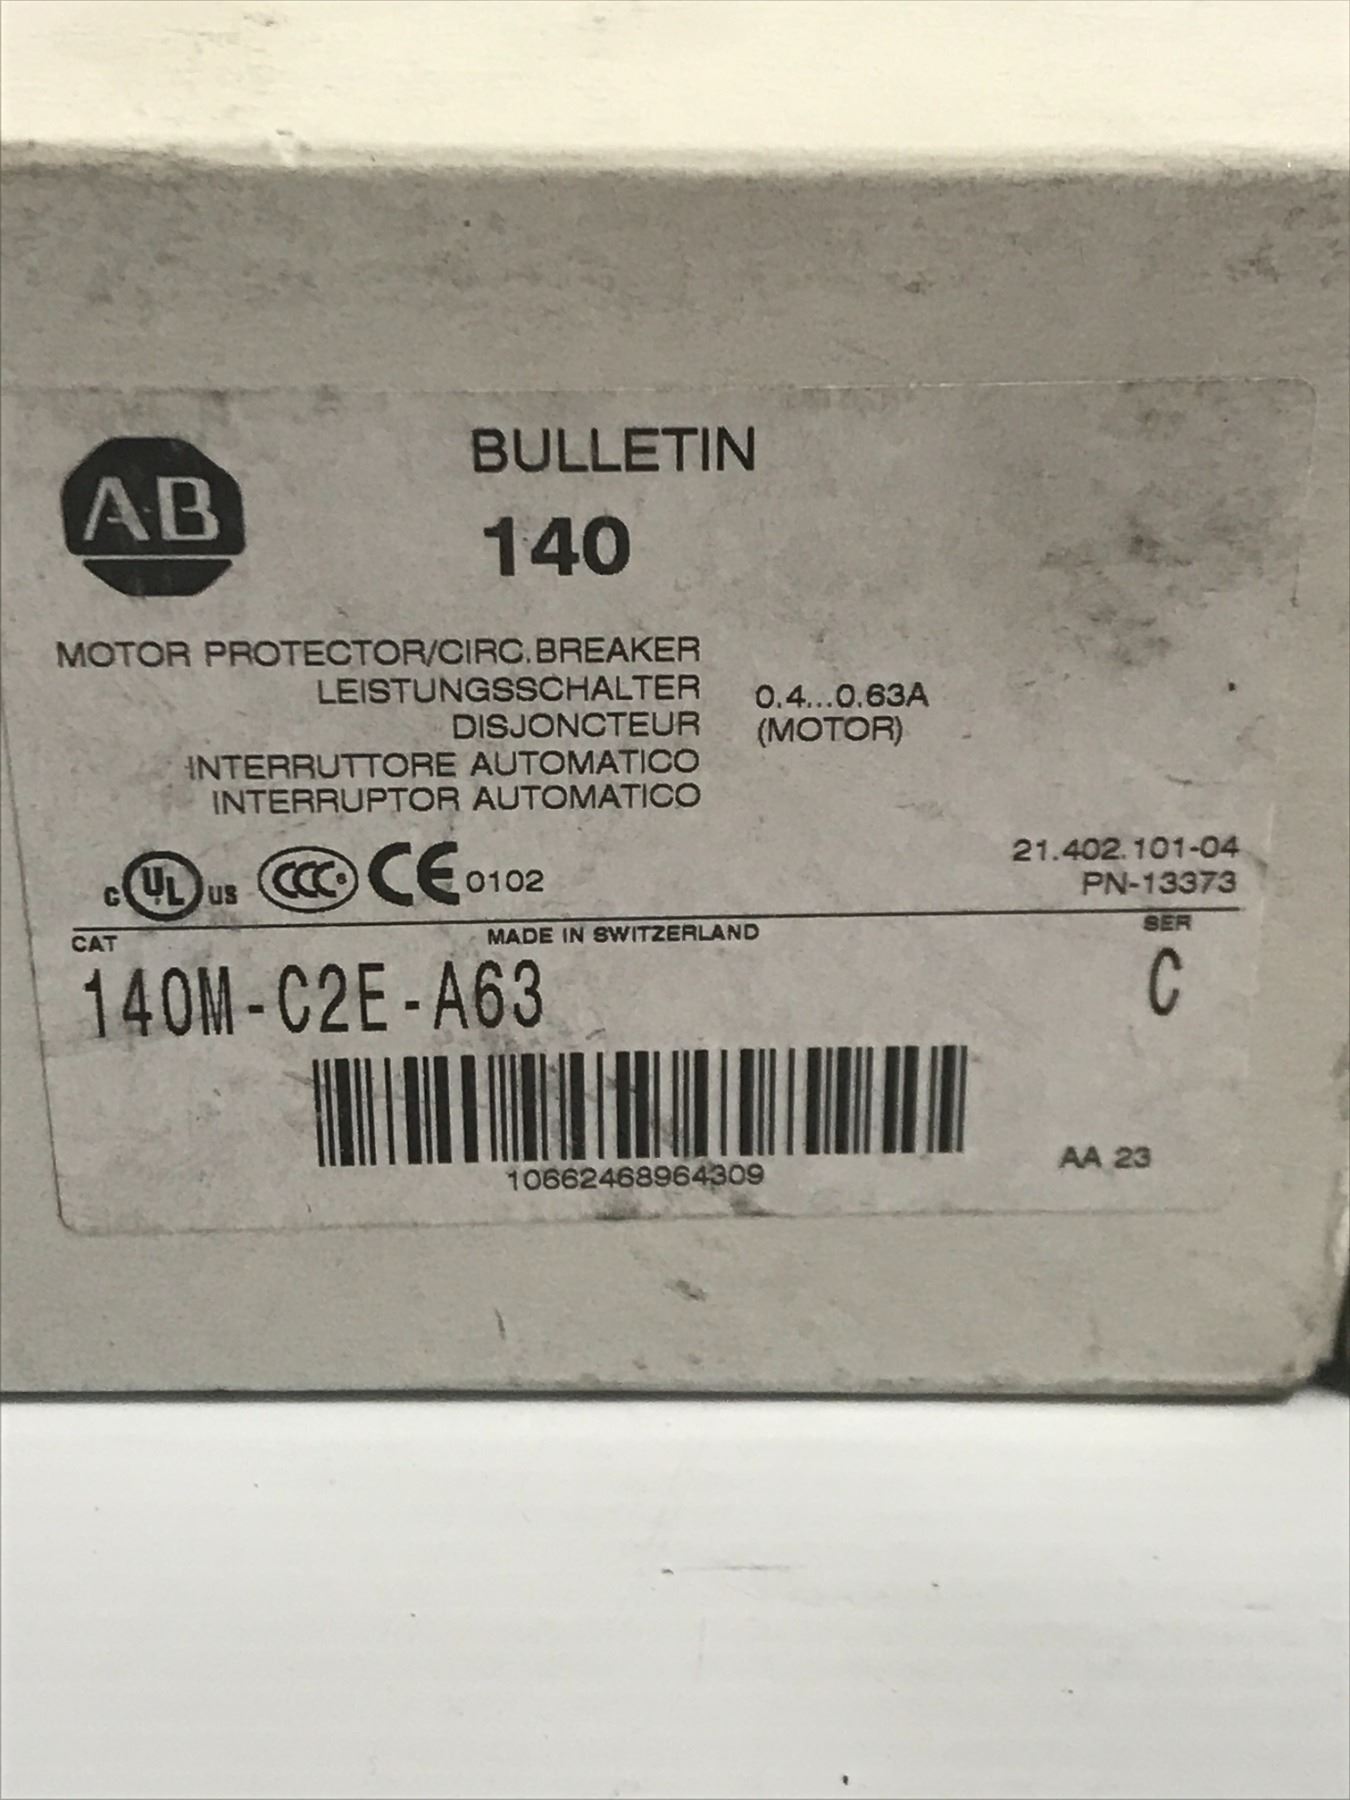 AB
BULLETIN
140
MOTOR PROTECTOR/CIRC.BREAKER
LEISTUNGSSCHALTER
DISJONCTEUR
INTERRUTTORE AUTOMATICO
INTERRUPTOR AUTOMATICO
0.4...0.63A
(MOTOR)
C UL US CCC S CE 0102
21.402.101-04
PN-13373
CAT MADE IN SWITZERLAND SER
140M-C2E-A63 C
10662468964309
AA 23